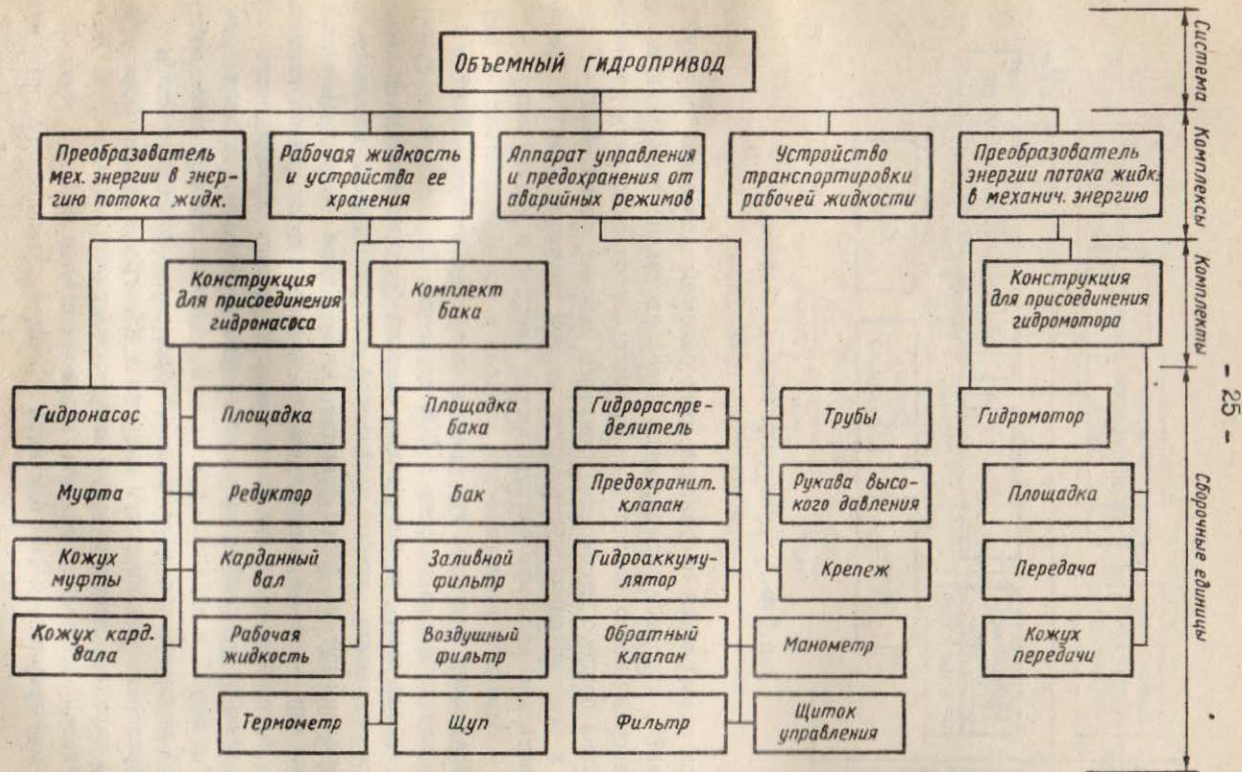 ОБЪЕМНЫЙ ГИДРОПРИВОД
Преобразователь
мех. энергии в энер-
гию потока жидк.
Рабочая жидкость
и устройства ее
хранения
Аппарат управления
и предохранения от
аварийных режимов
Устройство
транспортировки
рабочей жидкости
Преобразователь
энергии потока жидк.
в механич. энергию
Конструкция
для присоединения
гидронасоса
Комплект
бака
Конструкция
для присоединения
гидромотора
Гидронасос
Площадка
Площадка
бака
Гидрораспре-
делитель
Трубы
Гидромотор
Муфта
Редуктор
Бак
Предохранит.
клапан
Рукава высо-
кого давления
Площадка
Кожух
муфты
Карданный
вал
Заливной
фильтр
Гидроаккуму-
лятор
Крепеж
Передача
Кожух кард.
вала
Рабочая
жидкость
Воздушный
фильтр
Обратный
клапан
Манометр
Кожух
передачи
Термометр
Щуп
Фильтр
Щиток
управления
Система
Комплексы
Комплекты
Сборочные единицы
- 25 -